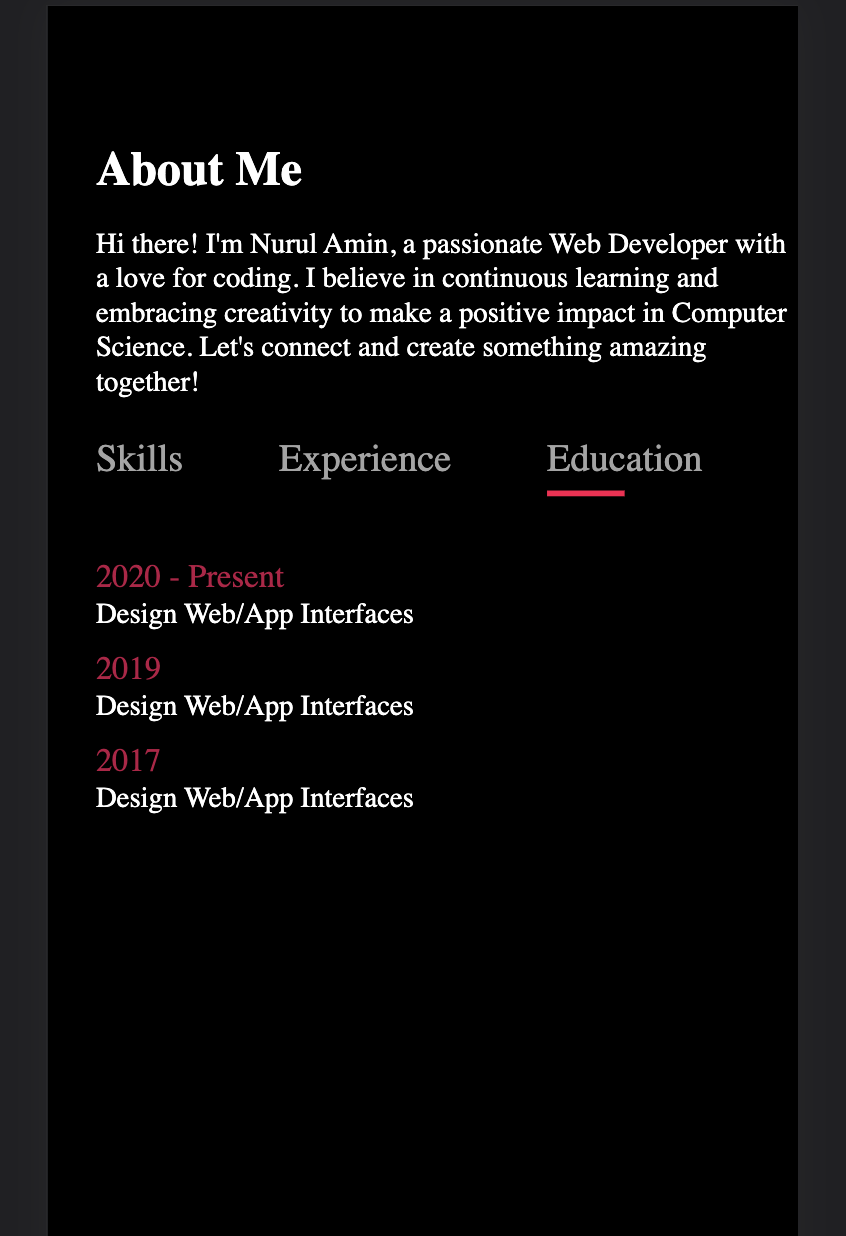 About Me
Hi there! I'm Nurul Amin, a passionate Web Developer with
a love for coding. I believe in continuous learning and
embracing creativity to make a positive impact in Computer
Science. Let's connect and create something amazing
together!
Skills Experience Education
2020 - Present
Design Web/App Interfaces
2019
Design Web/App Interfaces
2017
Design Web/App Interfaces